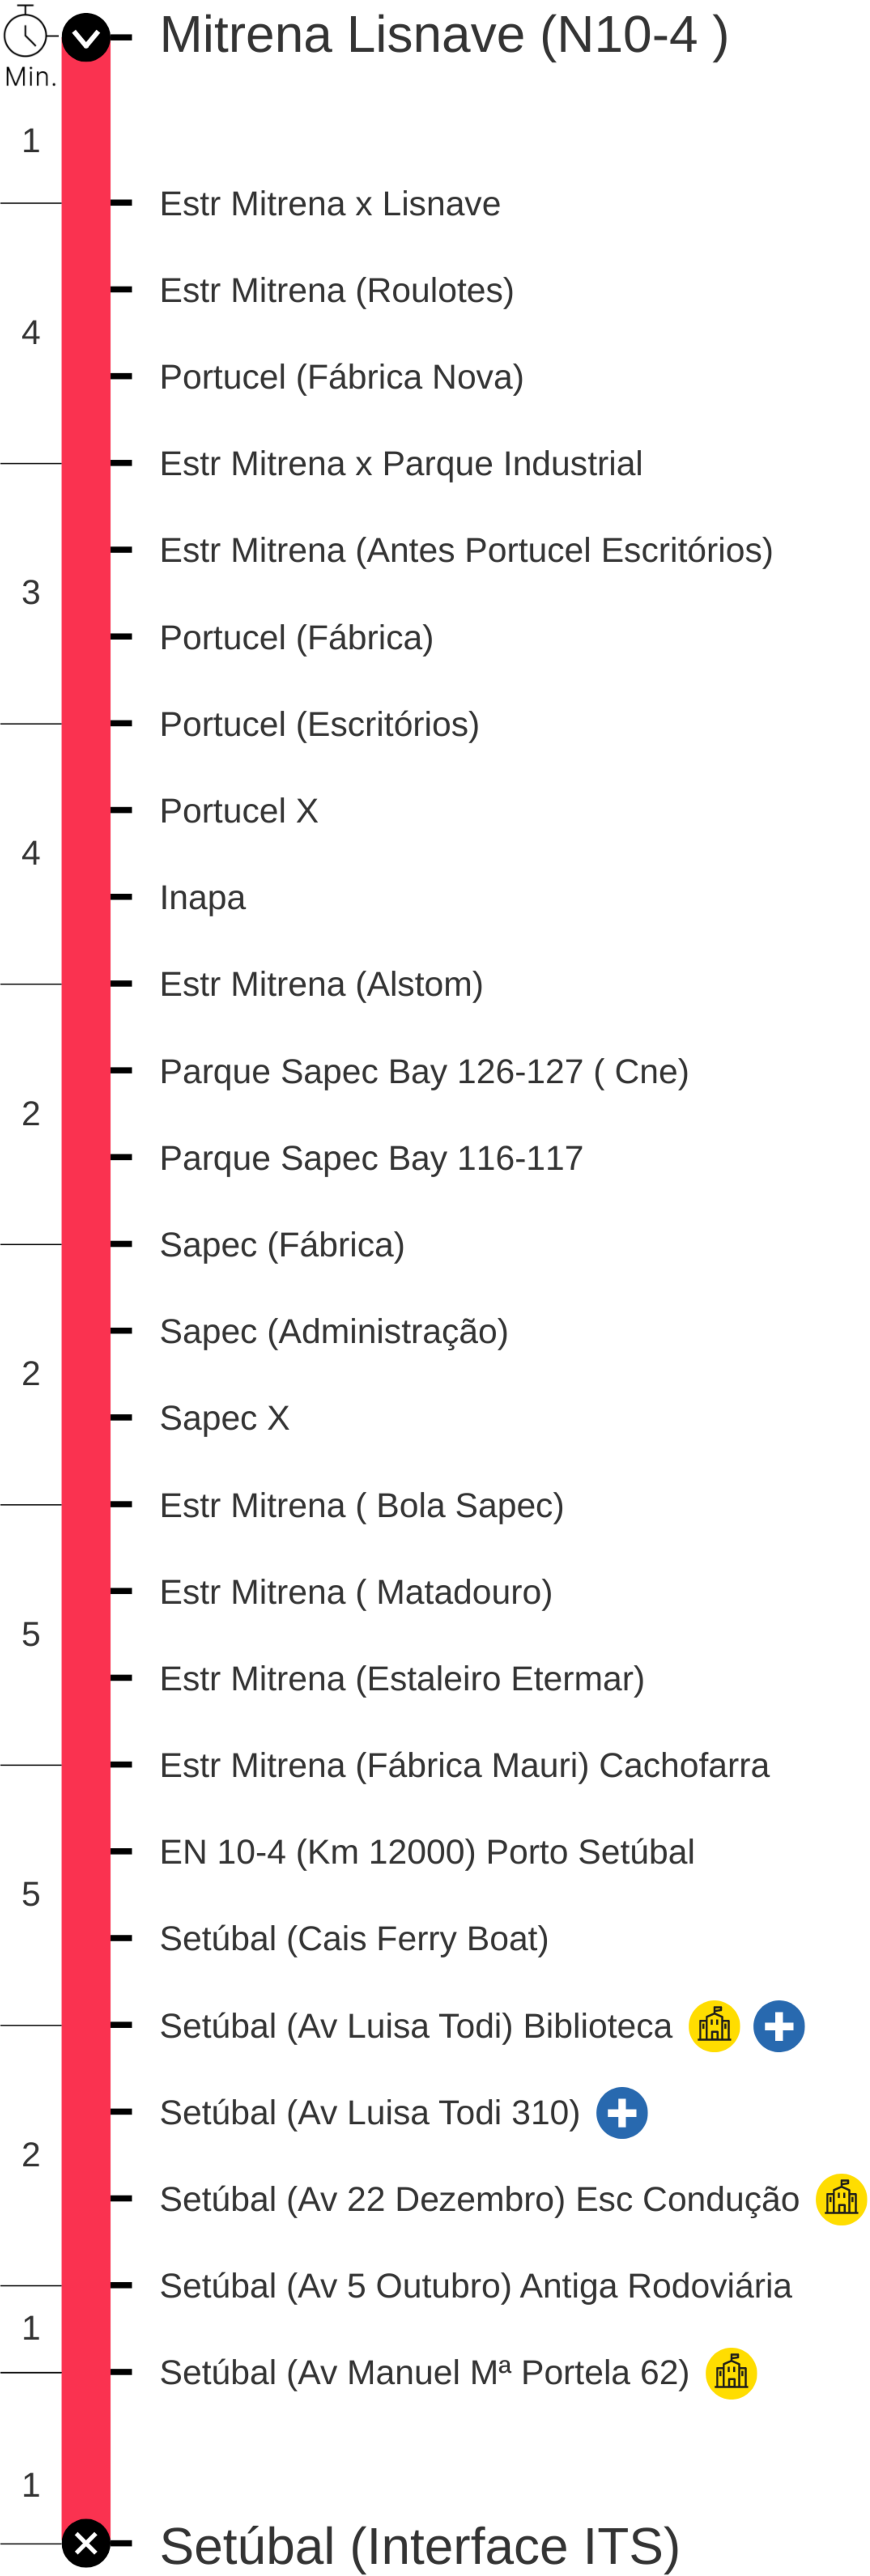 Mitrena Lisnave (N10-4 )
Min.
1
Estr Mitrena x Lisnave
Estr Mitrena (Roulotes)
4
Portucel (Fábrica Nova)
Estr Mitrena x Parque Industrial
Estr Mitrena (Antes Portucel Escritórios)
3
Portucel (Fábrica)
Portucel (Escritórios)
Portucel X
4
Inapa
Estr Mitrena (Alstom)
Parque Sapec Bay 126-127 ( Cne)
2
Parque Sapec Bay 116-117
Sapec (Fábrica)
Sapec (Administração)
2
Sapec X
Estr Mitrena ( Bola Sapec)
Estr Mitrena ( Matadouro)
5
Estr Mitrena (Estaleiro Etermar)
Estr Mitrena (Fábrica Mauri) Cachofarra
EN 10-4 (Km 12000) Porto Setúbal
5
Setúbal (Cais Ferry Boat)
Setúbal (Av Luisa Todi) Biblioteca
Setúbal (Av Luisa Todi 310)
2
Setúbal (Av 22 Dezembro) Esc Condução
Setúbal (Av 5 Outubro) Antiga Rodoviária
1
Setúbal (Av Manuel Mª Portela 62)
1
Setúbal (Interface ITS)